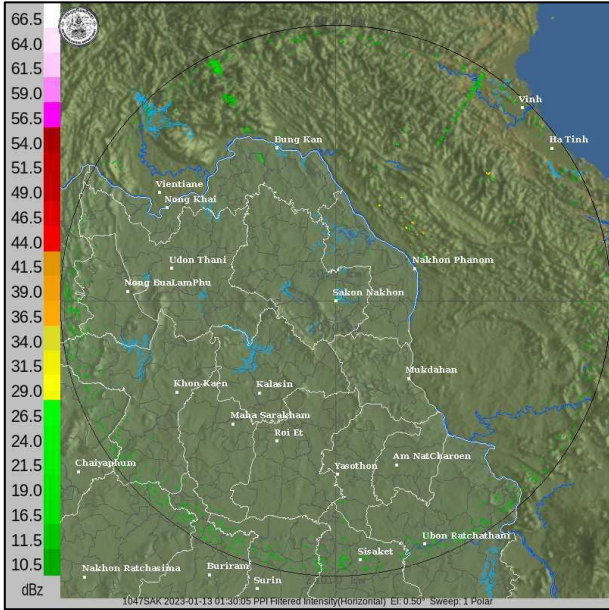 66.5
64.0
61.5
59.0
56.5
54.0
51.5
49.0
46.5
44.0
41.5
39.0
36.5
34.0
31.5
29.0
26.5
24.0
21.5
19.0
16.5
11.5
10.5
dBz
Vinh
Ha Tinh
Bung Kan
Vientiane
Nong Khai
Udon Thani
Nakhon Phanom
Nong BuaLamPhu
Sakon Nakhon
Mukdahan
Khon Kaen
Kalasin
Maha Sarakham
Roi Et
Chaiyaphum
Yasothon
Am NatCharoen
Ubon Ratchathani
Sisaket
Nakhon Ratchasima
Buriram
Surin
1047SAK 2023-01-13 01:30:05 PPI Filtered Intensity(Horizontal) El: 0.50° Sweep: 1 Polar